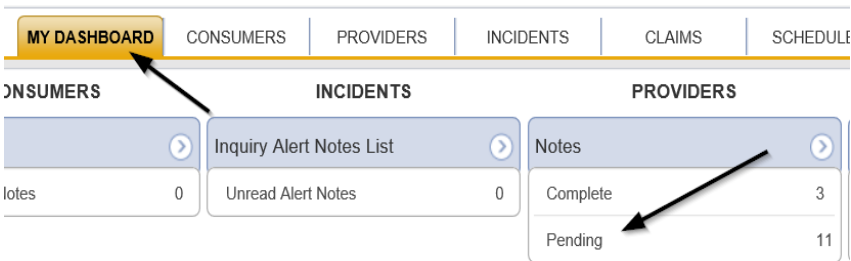 MY DASHBOARD CONSUMERS PROVIDERS INCIDENTS CLAIMS SCHEDULE
ONSUMERS INCIDENTS PROVIDERS
Inquiry Alert Notes List Notes
lotes 0 Unread Alert Notes 0 Complete 3
Pending 11